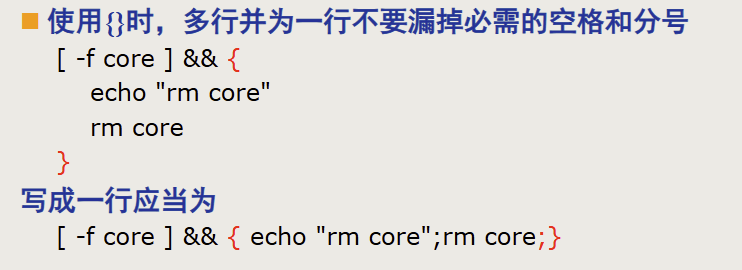 使用{}时，多行并为一行不要漏掉必需的空格和分号
[ -f core ] && {
echo "rm core"
rm core
}
写成一行应当为
[ -f core ] && { echo "rm core";rm core;}